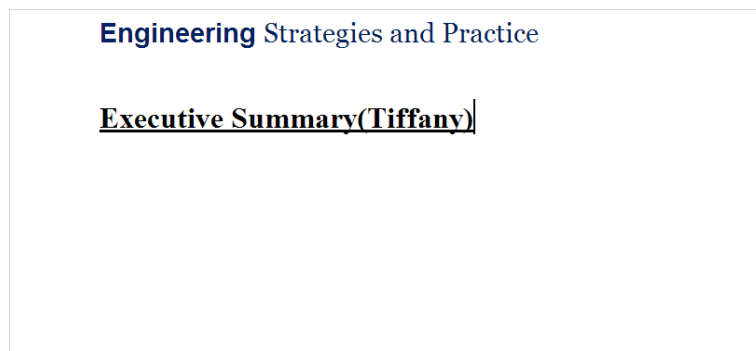 Engineering Strategies and Practice
Executive Summary(Tiffany)